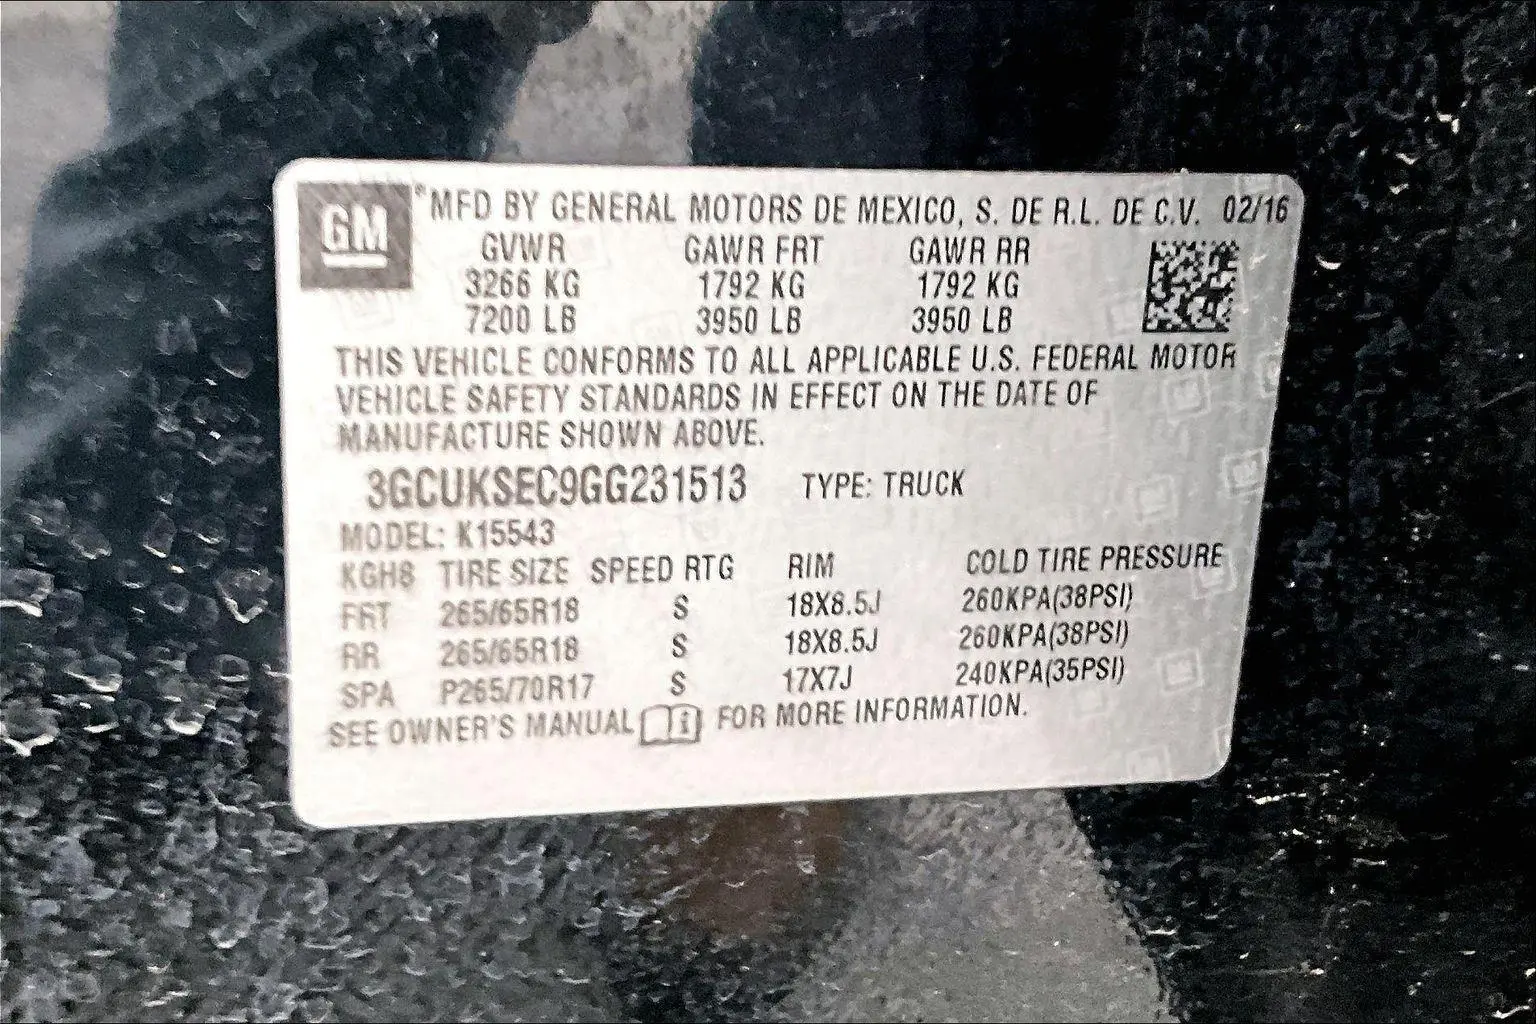 GM ®MFD BY GENERAL MOTORS DE MEXICO, S. DE R.L. DE C.V. 02/16
GVWR GAWR FRT GAWR RR
3266 KG 1792 KG 1792 KG
7200 LB 3950 LB 3950 LB
THIS VEHICLE CONFORMS TO ALL APPLICABLE U.S. FEDERAL MOTOR
VEHICLE SAFETY STANDARDS IN EFFECT ON THE DATE OF
MANUFACTURE SHOWN ABOVE.
3GCUKSEC9GG231513 TYPE: TRUCK
MODEL: K15543
KGH8 TIRE SIZE SPEED RTG RIM COLD TIRE PRESSURE
FRT 265/65R18 S 18X8.5J 260KPA(38PSI)
RR 265/65R18 S 18X8.5J 260KPA(38PSI)
SPA P265/70R17 S 17X7J 240KPA(35PSI)
SEE OWNER'S MANUAL i FOR MORE INFORMATION.